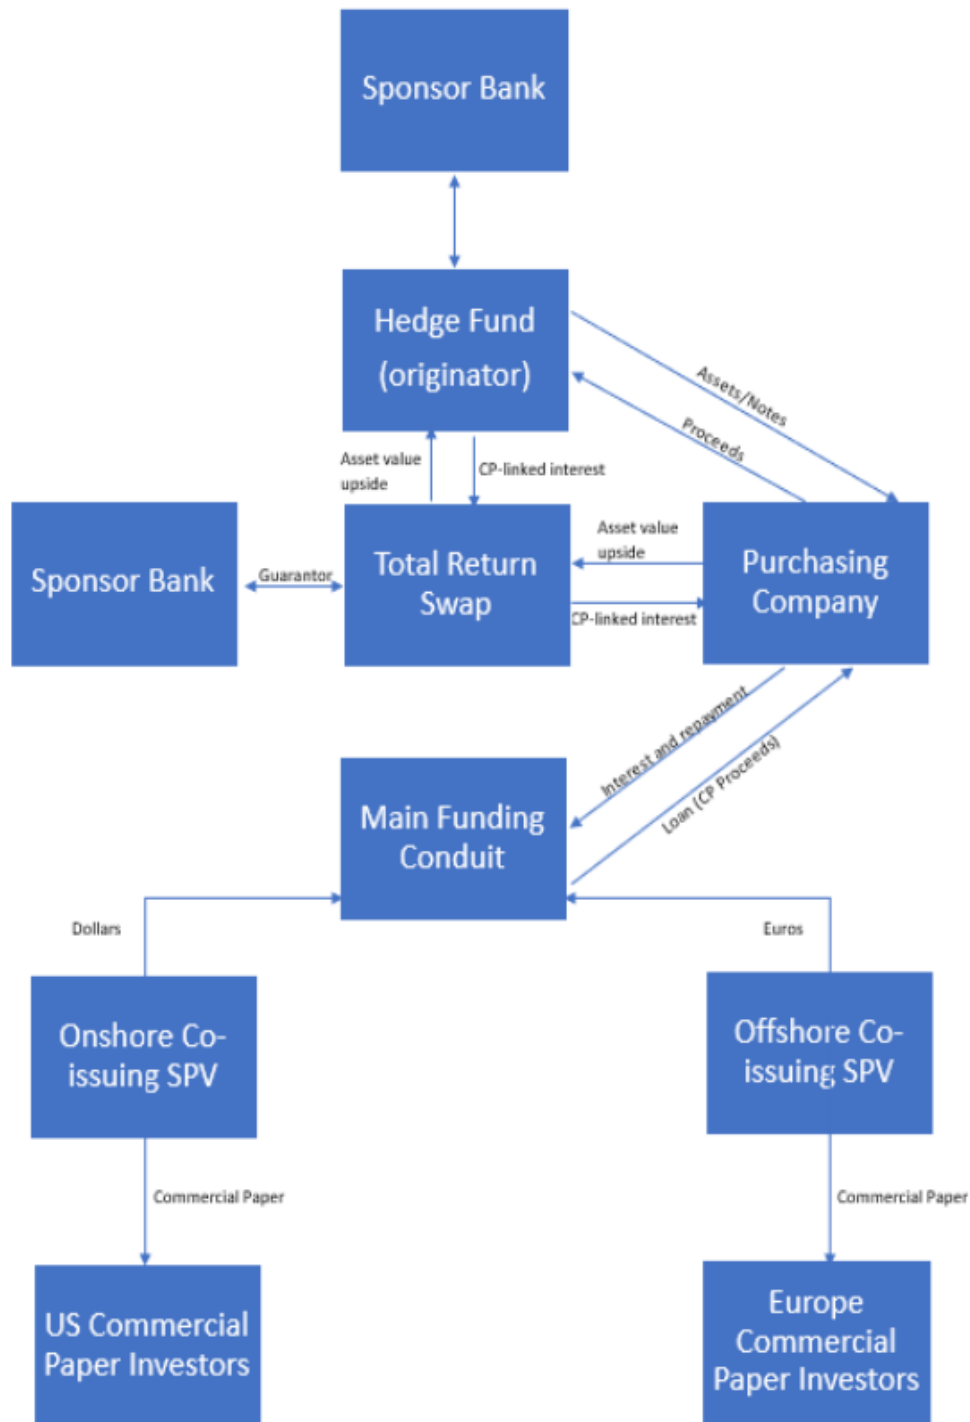 Sponsor Bank
Hedge Fund
(originator)
Assets/Notes
Proceeds
Asset value
upside
CP-linked interest
Sponsor Bank
Guarantor
Total Return
Swap
Asset value
upside
CP-linked interest
Purchasing
Company
Interest and repayment
Loan (CP Proceeds)
Main Funding
Conduit
Dollars
Euros
Onshore Co-
issuing SPV
Offshore Co-
issuing SPV
Commercial Paper
Commercial Paper
US Commercial
Paper Investors
Europe
Commercial
Paper Investors